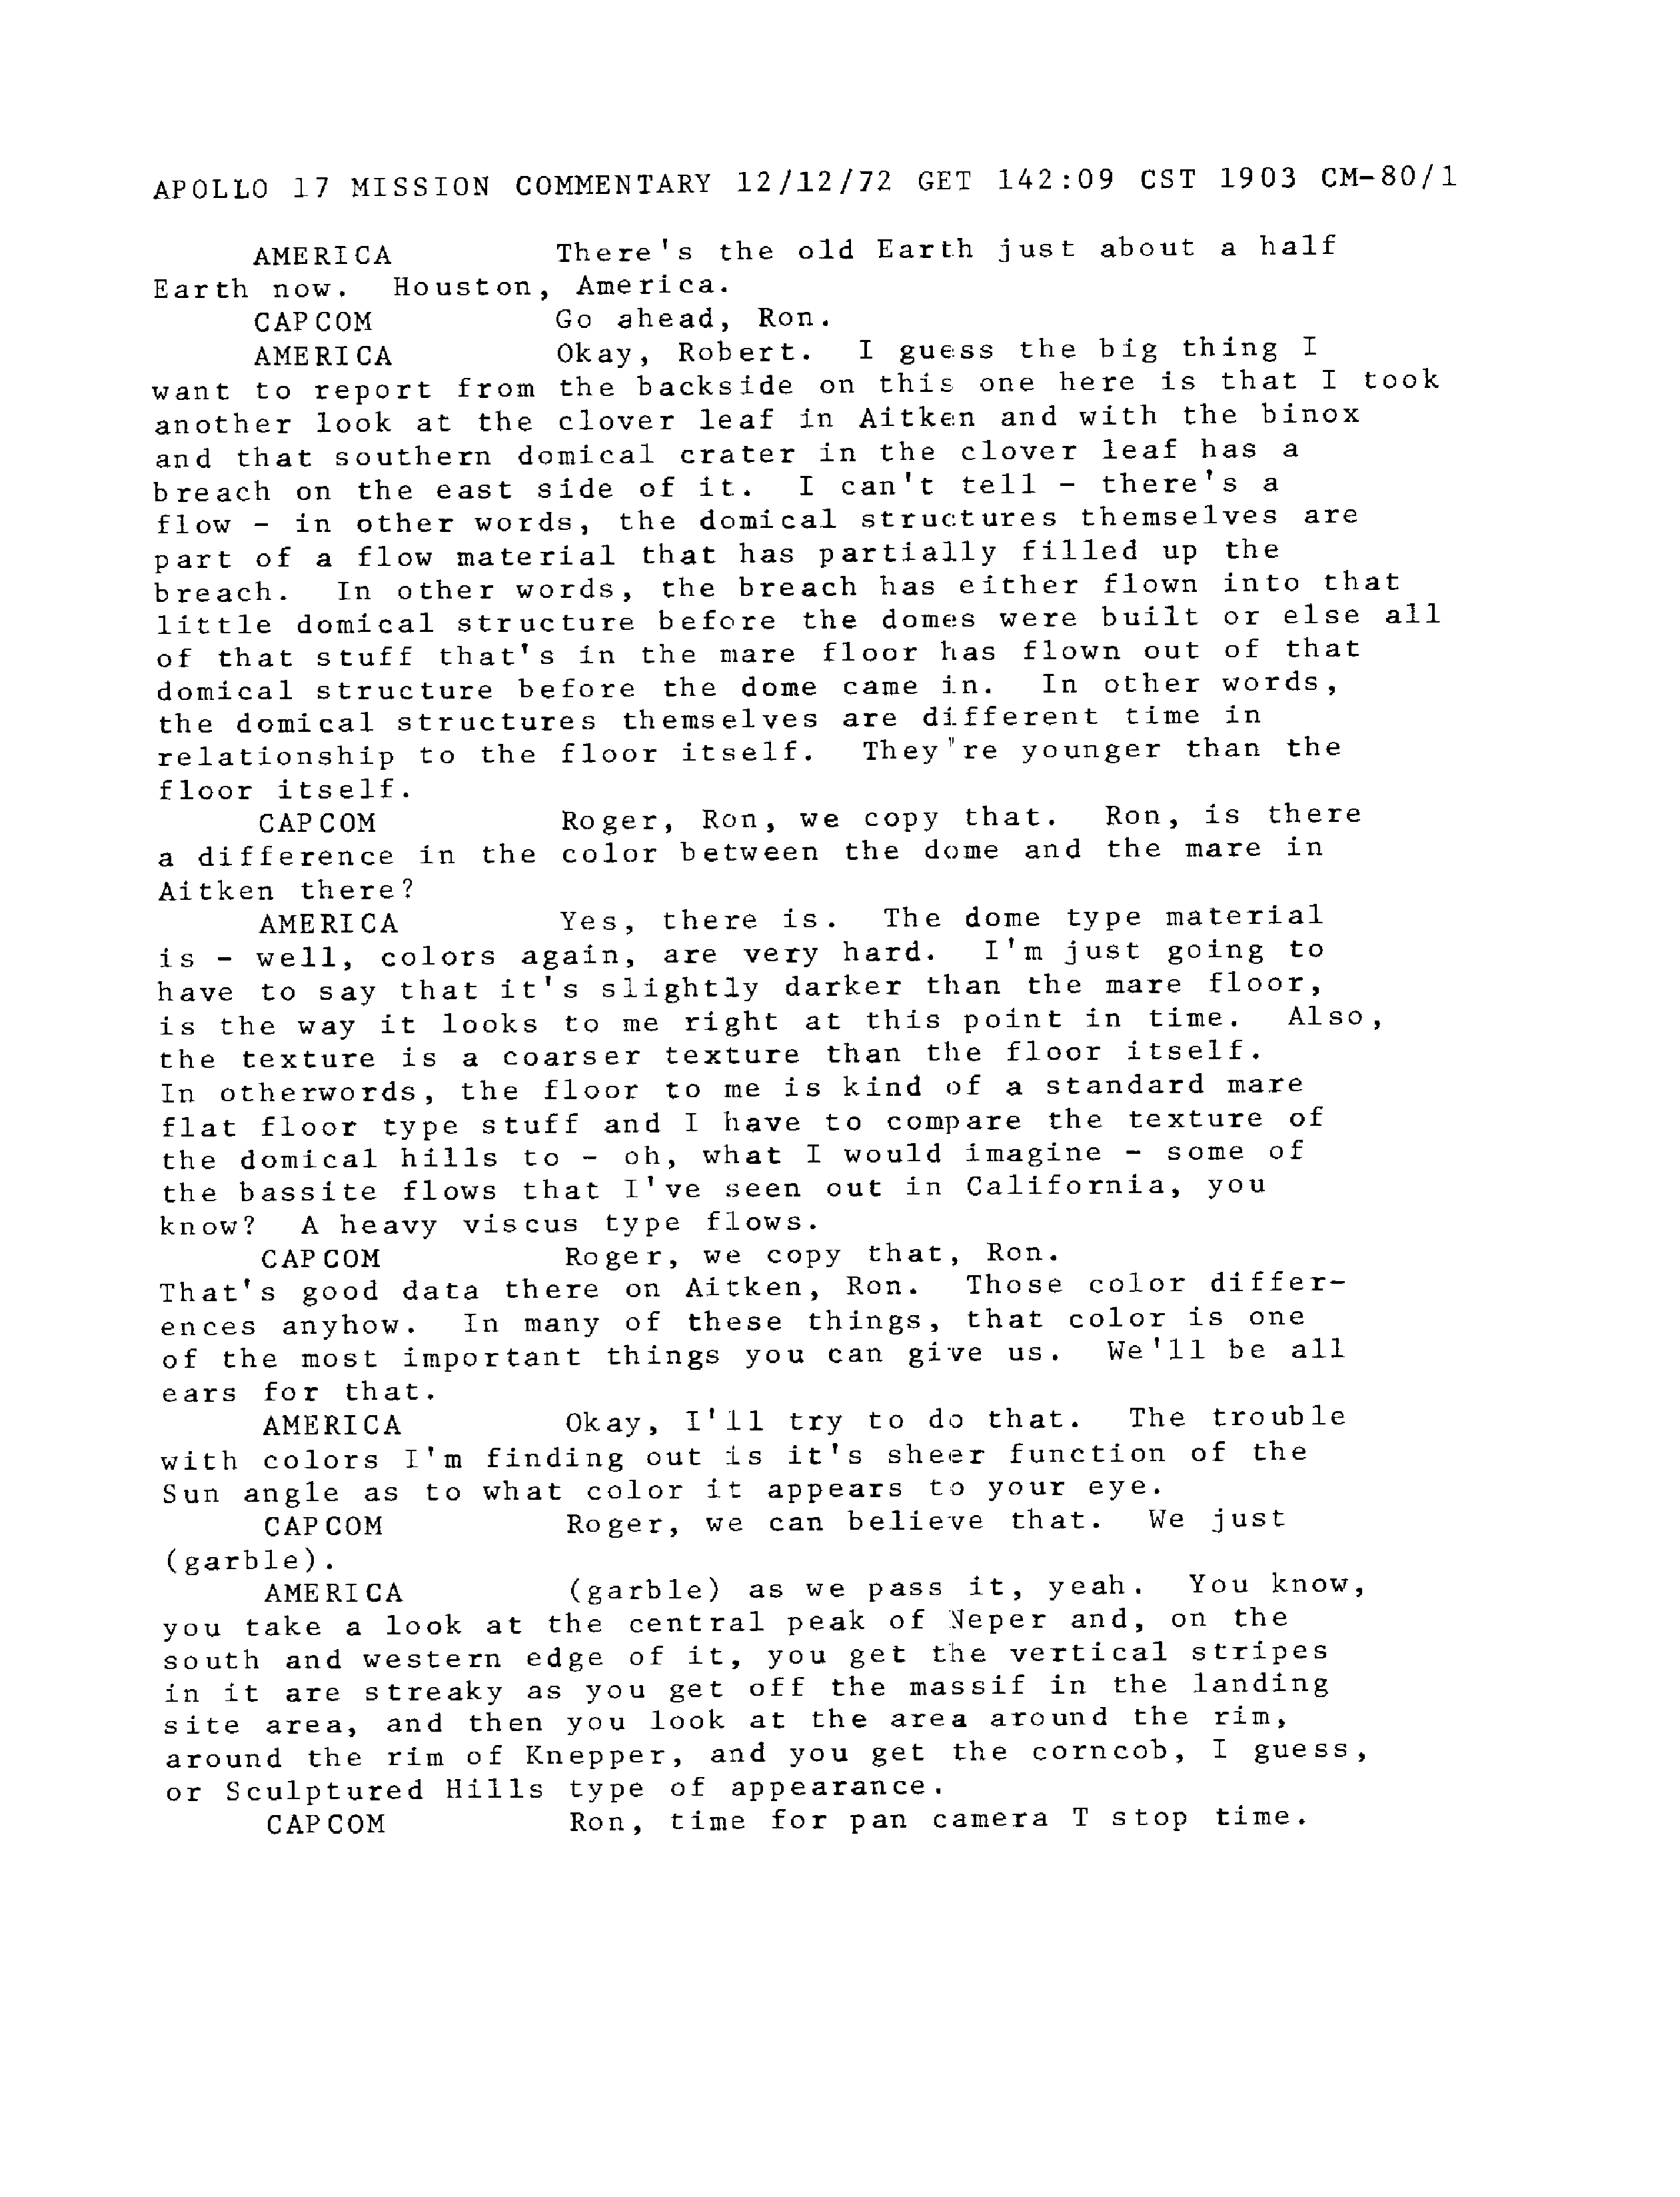 APOLLO 17 MISSION COMMENTARY 12/12/72 GET 142:09 CST 1903 CM-80/1
AMERICA There's the old Earth just about a half
Earth now. Houston, America.
CAPCOM Go ahead, Ron.
AMERICA Okay, Robert. I guess the big thing I
want to report from the backside on this one here is that I took
another look at the clover leaf in Aitken and with the binox
and that southern domical crater in the clover leaf has a
breach on the east side of it. I can't tell - there's a
flow - in other words, the domical structures themselves are
part of a flow material that has partially filled up the
breach. In other words, the breach has either flown into that
little domical structure before the domes were built or else all
of that stuff that's in the mare floor has flown out of that
domical structure before the dome came in. In other words,
the domical structures themselves are different time in
relationship to the floor itself. They"re younger than the
floor itself.
CAPCOM Roger, Ron, we copy that. Ron, is there
a difference in the color between the dome and the mare in
Aitken there?
AMERICA Yes, there is. The dome type material
is - well, colors again, are very hard. I'm just going to
have to say that it's slightly darker than the mare floor,
is the way it looks to me right at this point in time. Also,
the texture is a coarser texture than the floor itself.
In otherwords, the floor to me is kind of a standard mare
flat floor type stuff and I have to compare the texture of
the domical hills to - oh, what I would imagine - some of
the bassite flows that I've seen out in California, you
know? A heavy viscus type flows.
CAPCOM Roger, we copy that, Ron.
That's good data there on Aitken, Ron. Those color differ-
ences anyhow. In many of these things, that color is one
of the most important things you can give us. We'll be all
ears for that.
AMERICA Okay, I'll try to do that. The trouble
with colors I'm finding out is it's sheer function of the
Sun angle as to what color it appears to your eye.
CAPCOM Roger, we can believe that. We just
(garble).
AMERICA (garble) as we pass it, yeah. You know,
you take a look at the central peak of Neper and, on the
south and western edge of it, you get the vertical stripes
in it are streaky as you get off the massif in the landing
site area, and then you look at the area around the rim,
around the rim of Knepper, and you get the corncob, I guess,
or Sculptured Hills type of appearance.
CAPCOM Ron, time for pan camera T stop time.